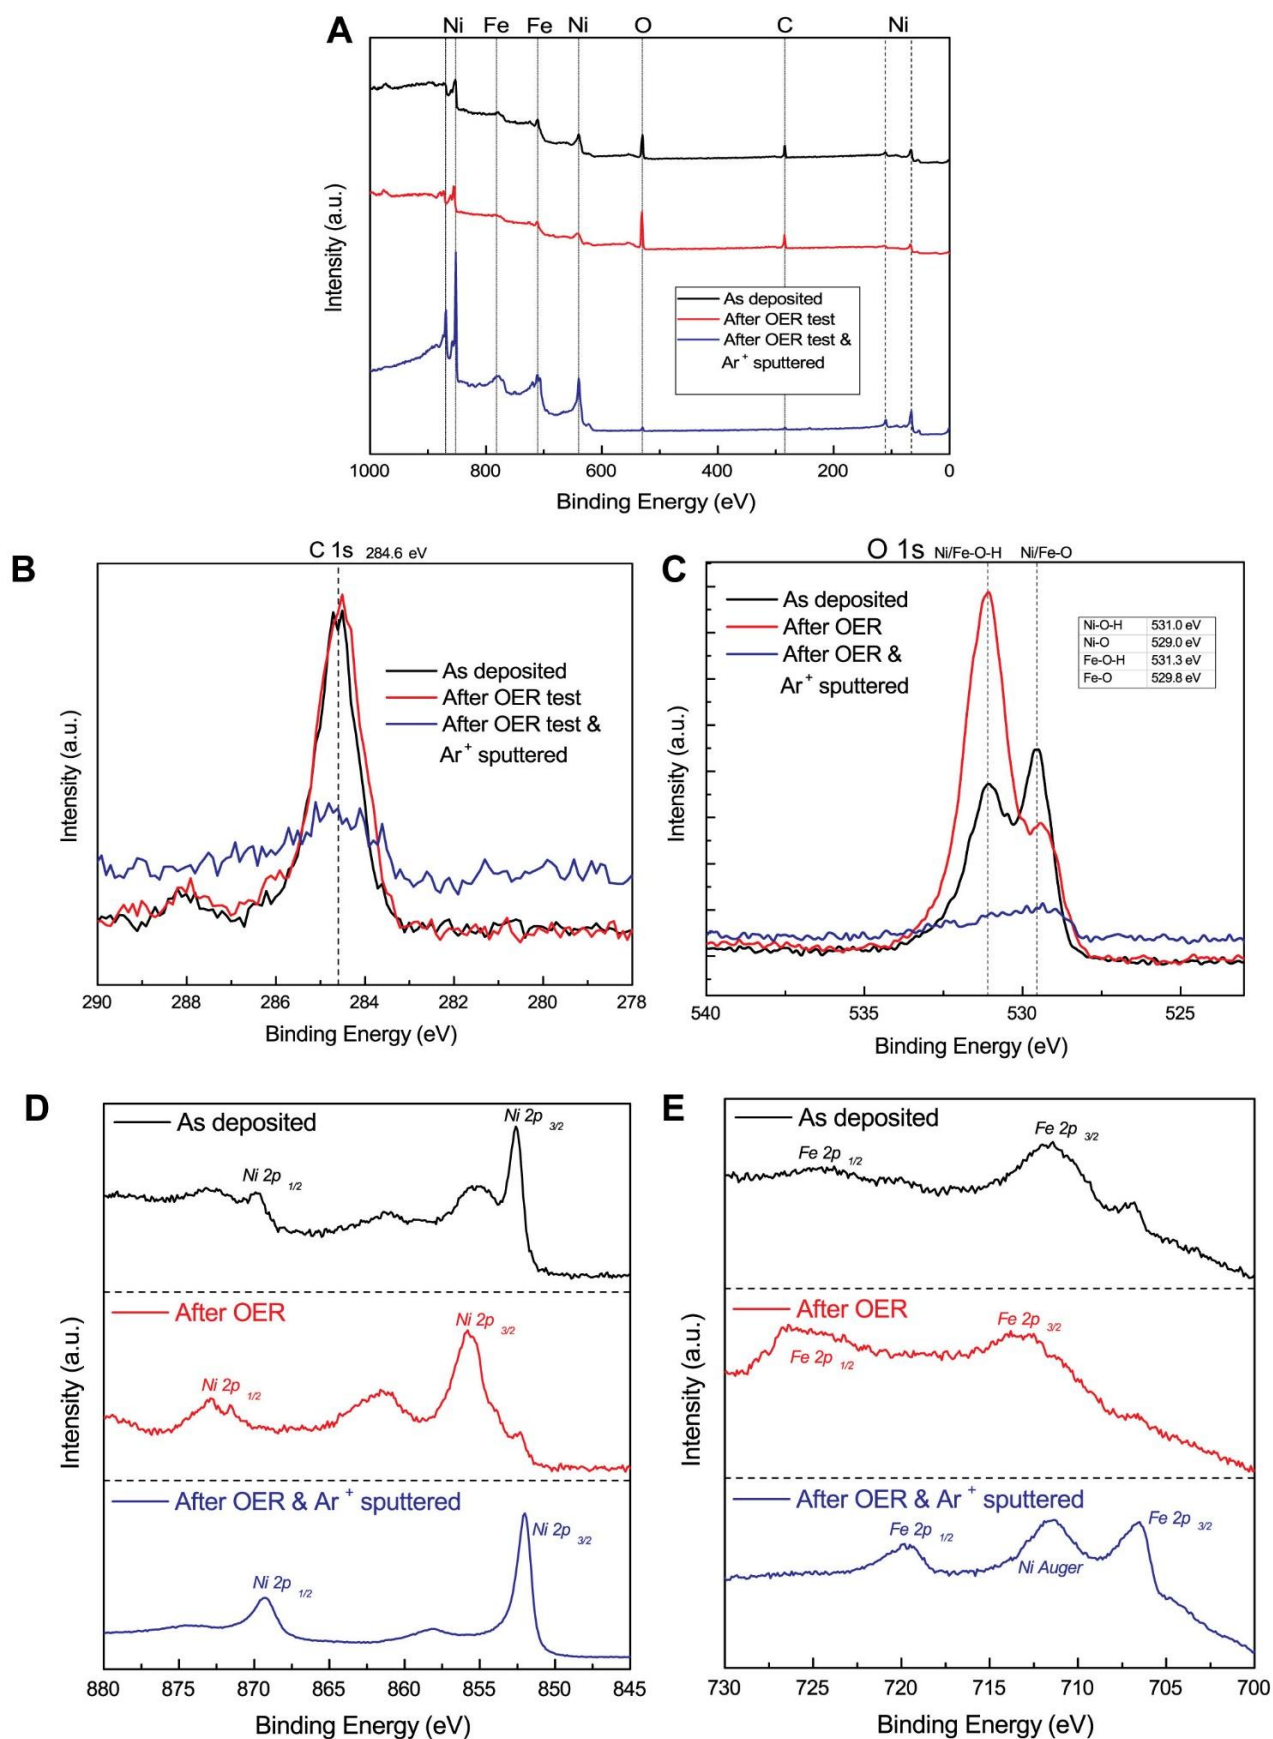 A
Ni Fe Fe Ni O C Ni
Intensity (a.u.)
As deposited
After OER test
After OER test &
Ar+ sputtered
1000 800 600 400 200 0
Binding Energy (eV)
B
C 1s 284.6 eV
Intensity (a.u.)
As deposited
After OER test
After OER test &
Ar+ sputtered
290 288 286 284 282 280 278
Binding Energy (eV)
C
O 1s Ni/Fe-O-H Ni/Fe-O
Intensity (a.u.)
As deposited
After OER
After OER &
Ar+ sputtered
Ni-O-H 531.0 eV
Ni-O 529.0 eV
Fe-O-H 531.3 eV
Fe-O 529.8 eV
540 535 530 525
Binding Energy (eV)
D
Intensity (a.u.)
As deposited
Ni 2p 3/2
Ni 2p 1/2
After OER
Ni 2p 3/2
Ni 2p 1/2
After OER & Ar+ sputtered
Ni 2p 3/2
Ni 2p 1/2
880 875 870 865 860 855 850 845
Binding Energy (eV)
E
Intensity (a.u.)
As deposited
Fe 2p 3/2
Fe 2p 1/2
After OER
Fe 2p 3/2
Fe 2p 1/2
After OER & Ar+ sputtered
Fe 2p 3/2
Fe 2p 1/2
Ni Auger
730 725 720 715 710 705 700
Binding Energy (eV)